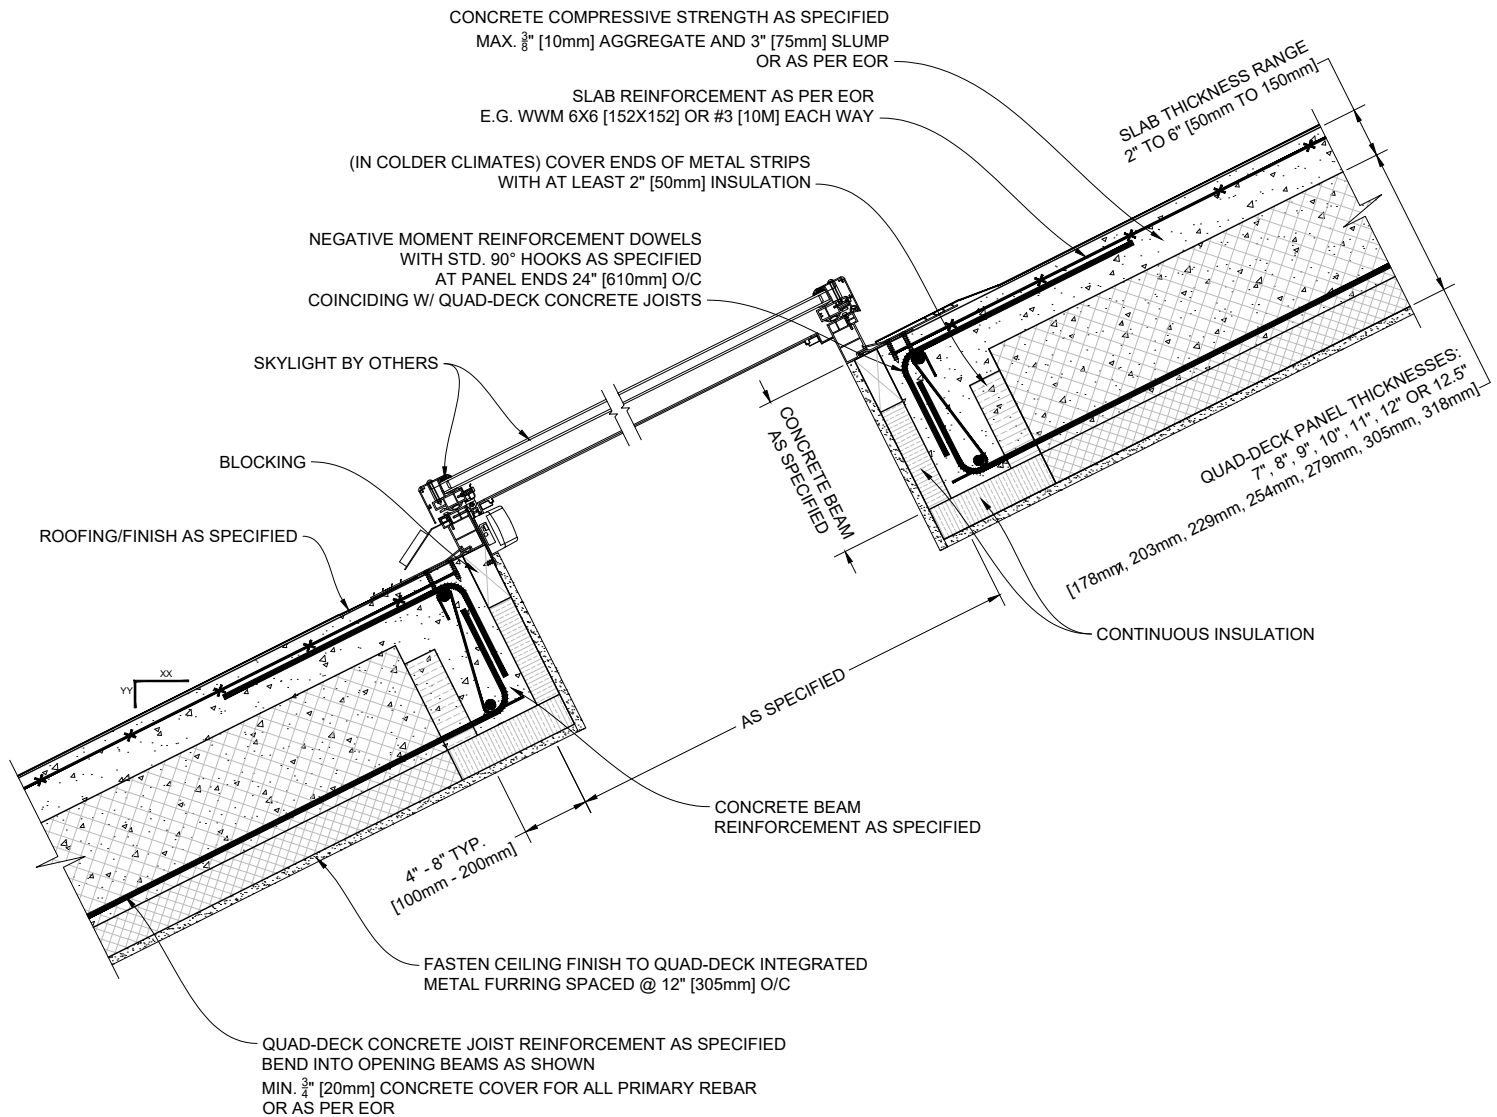 CONCRETE COMPRESSIVE STRENGTH AS SPECIFIED
MAX. 3/8" [10mm] AGGREGATE AND 3" [75mm] SLUMP
OR AS PER EOR
SLAB REINFORCEMENT AS PER EOR
E.G. WWM 6X6 [152X152] OR #3 [10M] EACH WAY
(IN COLDER CLIMATES) COVER ENDS OF METAL STRIPS
WITH AT LEAST 2" [50mm] INSULATION
NEGATIVE MOMENT REINFORCEMENT DOWELS
WITH STD. 90° HOOKS AS SPECIFIED
AT PANEL ENDS 24" [610mm] O/C
COINCIDING W/ QUAD-DECK CONCRETE JOISTS
SKYLIGHT BY OTHERS
BLOCKING
ROOFING/FINISH AS SPECIFIED
SLAB THICKNESS RANGE
2" TO 6" [50mm TO 150mm]
CONCRETE BEAM
AS SPECIFIED
QUAD-DECK PANEL THICKNESSES:
7", 8", 9", 10", 11", 12" OR 12.5"
[178mm, 203mm, 229mm, 254mm, 279mm, 305mm, 318mm]
CONTINUOUS INSULATION
XX
YY
AS SPECIFIED
CONCRETE BEAM
REINFORCEMENT AS SPECIFIED
4" - 8" TYP.
[100mm - 200mm]
FASTEN CEILING FINISH TO QUAD-DECK INTEGRATED
METAL FURRING SPACED @ 12" [305mm] O/C
QUAD-DECK CONCRETE JOIST REINFORCEMENT AS SPECIFIED
BEND INTO OPENING BEAMS AS SHOWN
MIN. 3/4" [20mm] CONCRETE COVER FOR ALL PRIMARY REBAR
OR AS PER EOR